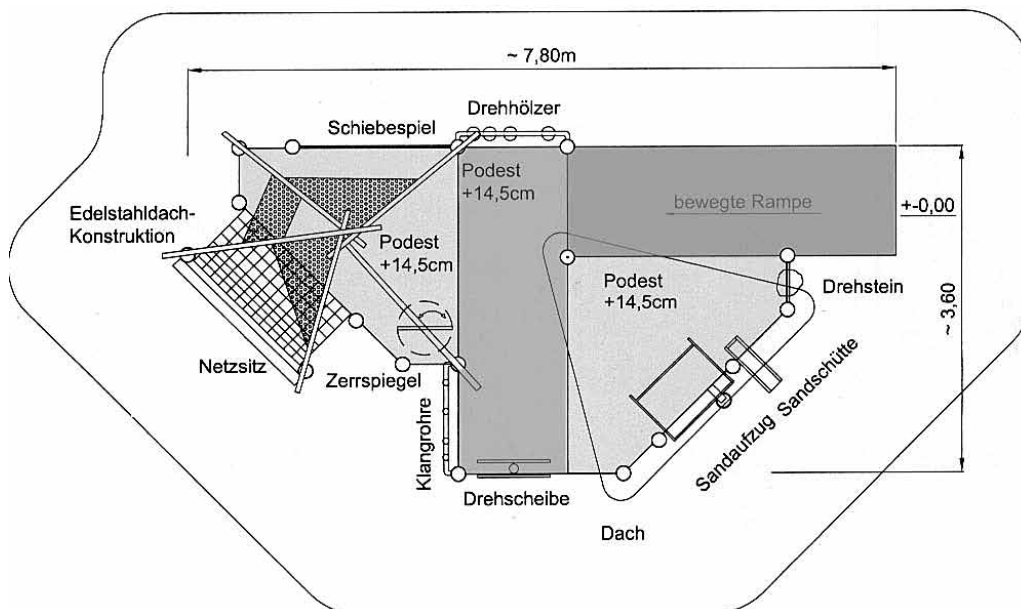 ~ 7,80m
Drehhölzer
Schiebespiel
Podest
+14,5cm
bewegte Rampe
+-0,00
Edelstahldach-
Konstruktion
Podest
+14,5cm
Podest
+14,5cm
Drehstein
~ 3,60
Netzsitz
Zerrspiegel
Klangrohre
Sandaufzug Sandschütte
Drehscheibe
Dach